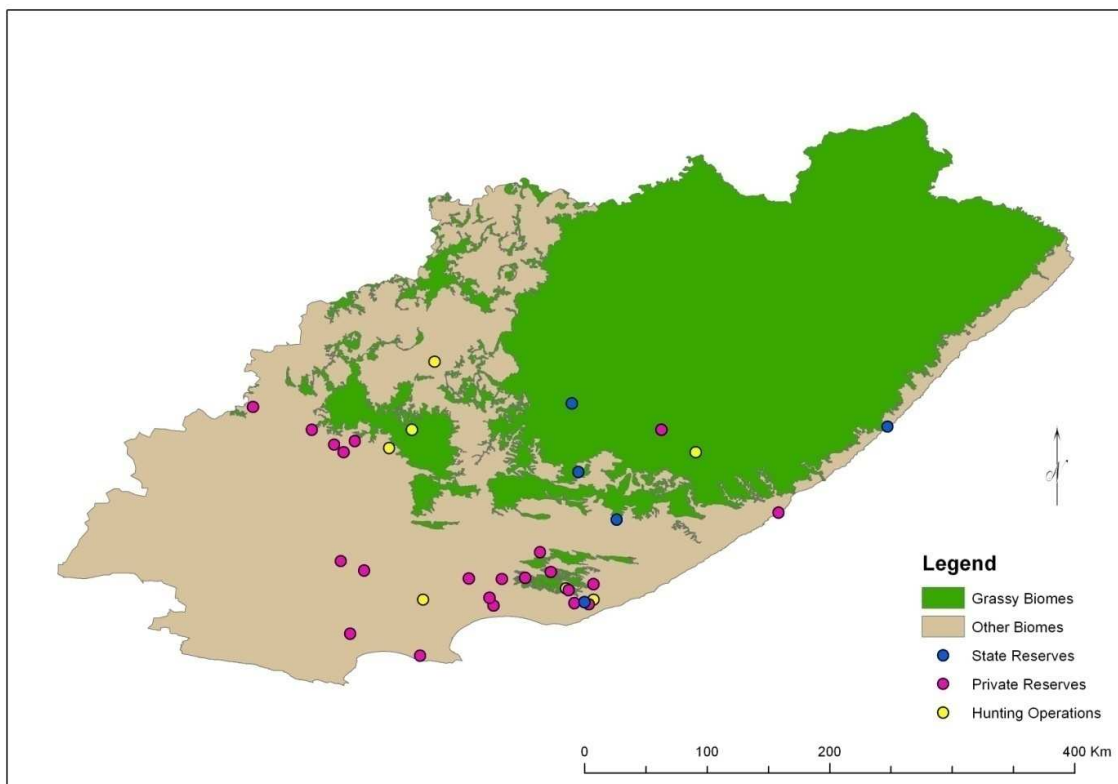 N
Legend
Grassy Biomes
Other Biomes
State Reserves
Private Reserves
Hunting Operations
0 100 200 400 Km